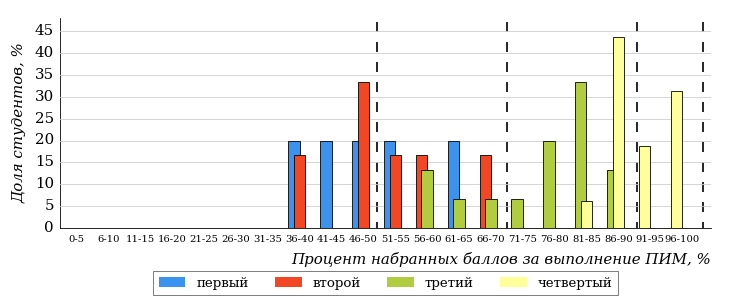 Доля студентов, %
45
40
35
30
25
20
15
10
5
0
0-5 6-10 11-15 16-20 21-25 26-30 31-35 36-40 41-45 46-50 51-55 56-60 61-65 66-70 71-75 76-80 81-85 86-90 91-95 96-100
Процент набранных баллов за выполнение ПИМ, %
первый второй третий четвертый